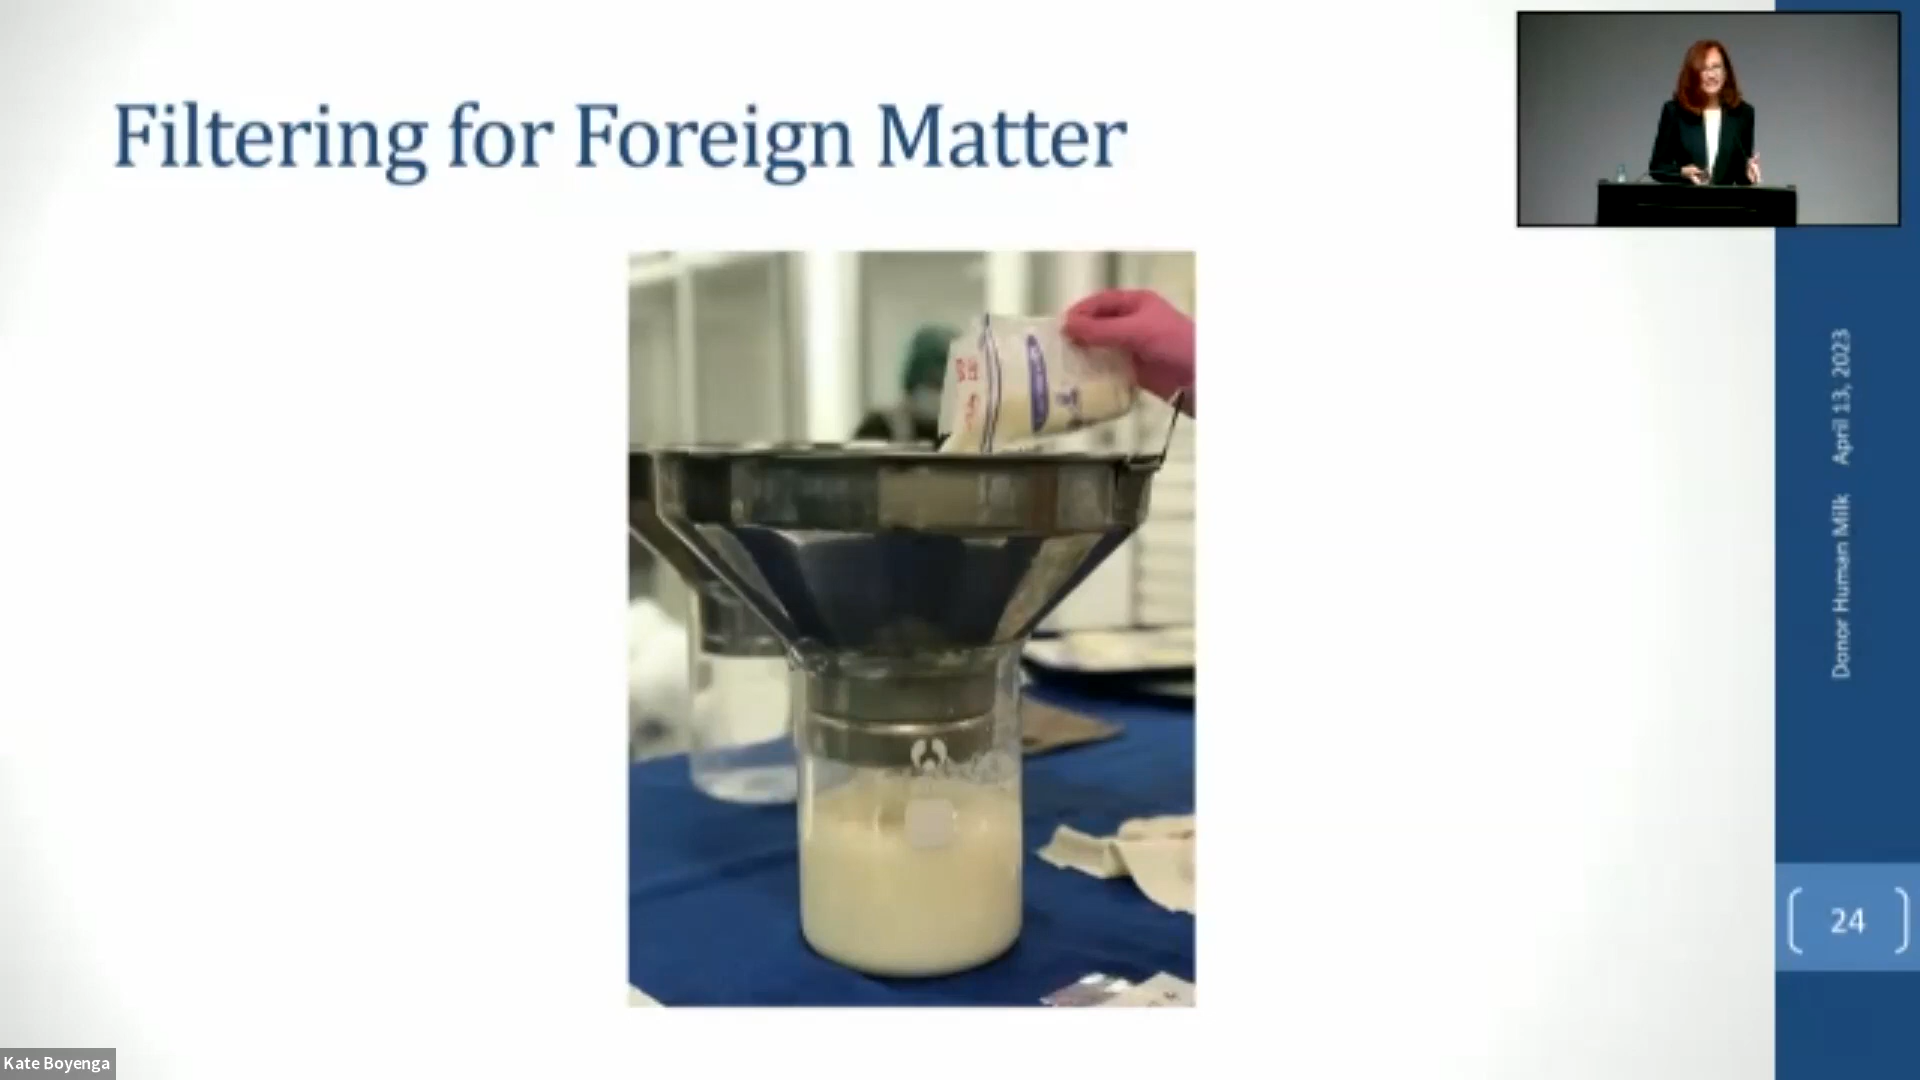 Filtering for Foreign Matter
Donor Human Milk April 13, 2023
24
Kate Boyenga